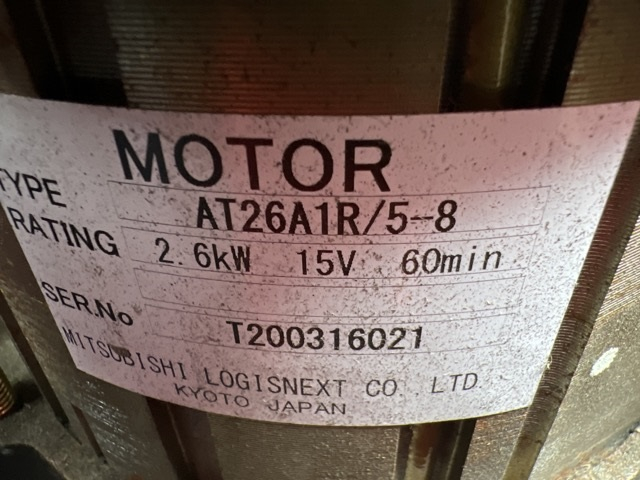 MOTOR
TYPE AT26A1R/5-8
RATING 2.6kW 15V 60min
SER.No T200316021
MITSUBISHI LOGISNEXT CO. LTD.
KYOTO JAPAN